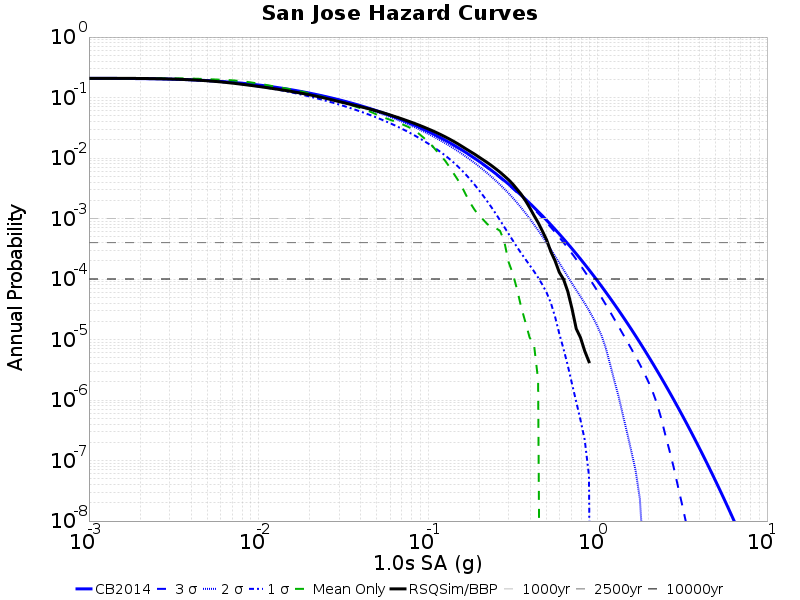 San Jose Hazard Curves
Annual Probability
10^0
10^-1
10^-2
10^-3
10^-4
10^-5
10^-6
10^-7
10^-8
10^-3 10^-2 10^-1 10^0 10^1
1.0s SA (g)
CB2014 3 σ 2 σ 1 σ Mean Only RSQSim/BBP 1000yr 2500yr 10000yr